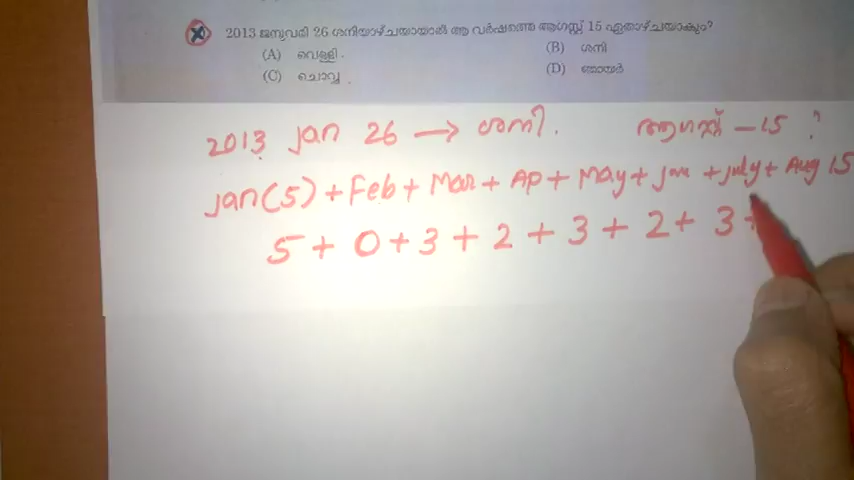 2013 ജനുവരി 26 ശനിയാഴ്ചയായാൽ ആ വർഷത്തെ ആഗസ്റ്റ് 15 ഏതാഴ്ചയാകും?
(A) വെള്ളി . (B) ശനി
(C) ചൊവ്വ . (D) ഞായർ
2013 Jan 26 → ശനി. ആഗസ്റ്റ് - 15 ?
Jan(5) + Feb + Mar + Ap + May + Jun + July + Aug 15
5 + 0 + 3 + 2 + 3 + 2 + 3 +